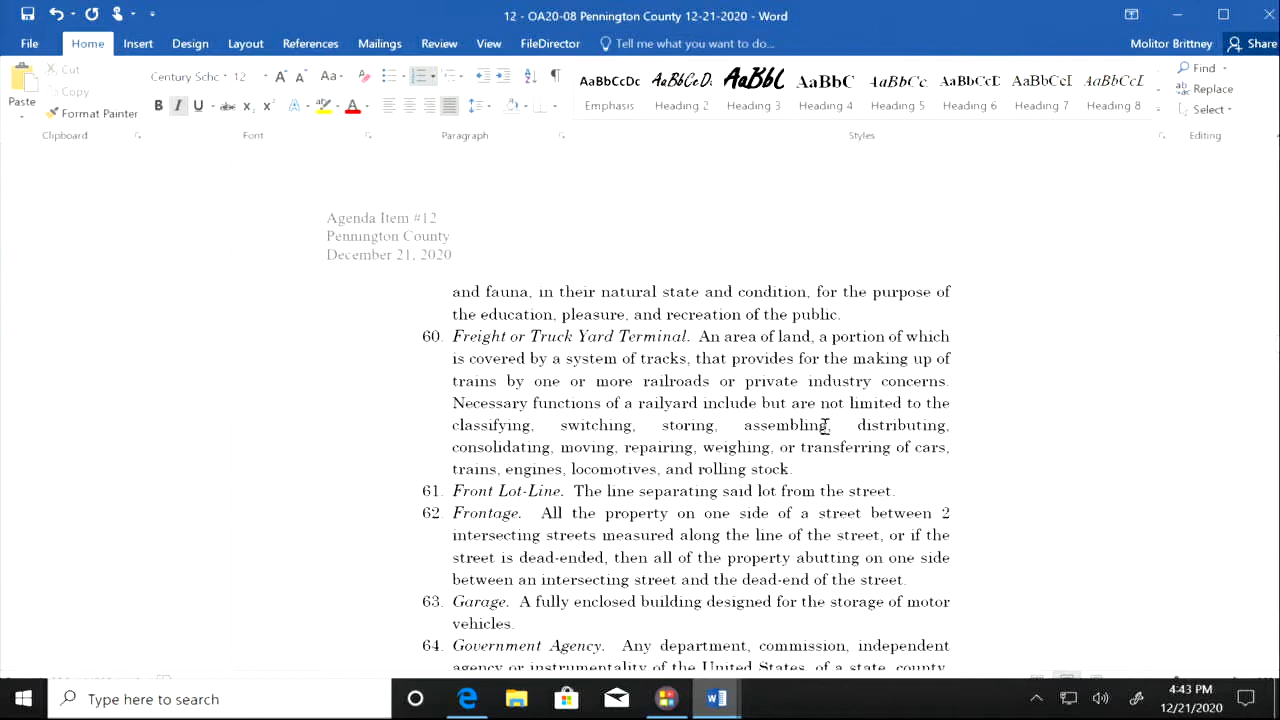 12 - OA20-08 Pennington County 12-21-2020 - Word
File Home Insert Design Layout References Mailings Review View FileDirector Tell me what you want to do... Molitor Brittney Share
Paste
Cut
Copy
Format Painter
Clipboard
Century Schc 12
Font
Paragraph
AaBbCcDc AaBbCcDı AaBbC AaBbC AaBbCc. AaBbCcD AaBbCcI AaBbCcI
Emphasis Heading 2 Heading 3 Heading 4 Heading 5 Heading 6 Heading 7 Heading 8
Styles
Find
Replace
Select
Editing
Agenda Item #12
Pennington County
December 21, 2020
and fauna, in their natural state and condition, for the purpose of
the education, pleasure, and recreation of the public.
60. Freight or Truck Yard Terminal. An area of land, a portion of which
is covered by a system of tracks, that provides for the making up of
trains by one or more railroads or private industry concerns.
Necessary functions of a railyard include but are not limited to the
classifying, switching, storing, assembling, distributing,
consolidating, moving, repairing, weighing, or transferring of cars,
trains, engines, locomotives, and rolling stock.
61. Front Lot-Line. The line separating said lot from the street.
62. Frontage. All the property on one side of a street between 2
intersecting streets measured along the line of the street, or if the
street is dead-ended, then all of the property abutting on one side
between an intersecting street and the dead-end of the street.
63. Garage. A fully enclosed building designed for the storage of motor
vehicles.
64. Government Agency. Any department, commission, independent
agency or instrumentality of the United States, of a state, county,
Type here to search
4:43 PM
12/21/2020